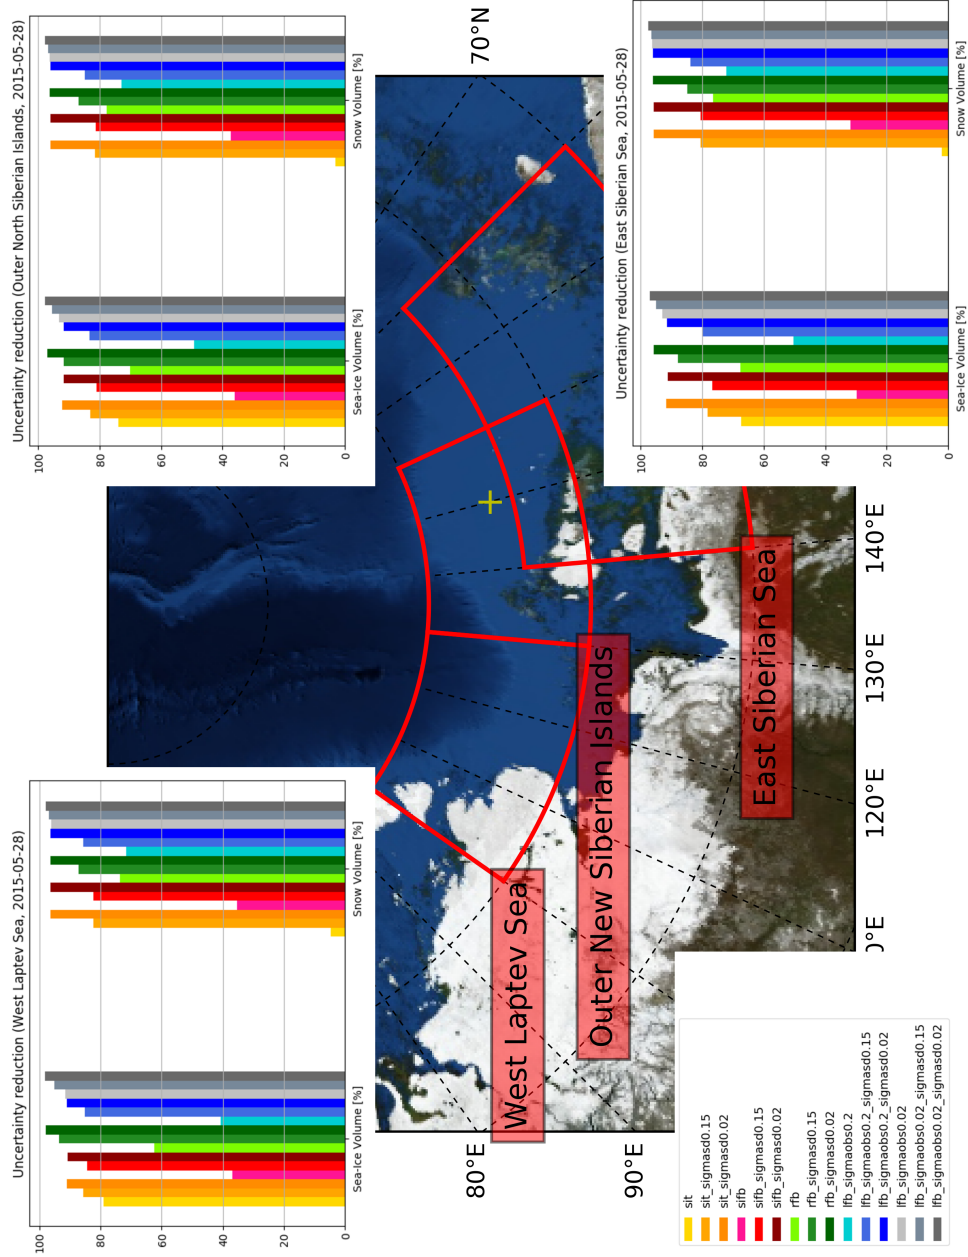 Uncertainty reduction (West Laptev Sea, 2015-05-28)
100
80
60
40
20
0
Sea-Ice Volume [%]
Snow Volume [%]
Uncertainty reduction (Outer North Siberian Islands, 2015-05-28)
100
80
60
40
20
0
Sea-Ice Volume [%]
Snow Volume [%]
Uncertainty reduction (East Siberian Sea, 2015-05-28)
100
80
60
40
20
0
Sea-Ice Volume [%]
Snow Volume [%]
70°N
80°E
90°E
0°E
120°E
130°E
140°E
West Laptev Sea
Outer New Siberian Islands
East Siberian Sea
sit
sit_sigmasd0.15
sit_sigmasd0.02
sifb
sifb_sigmasd0.15
sifb_sigmasd0.02
rfb
rfb_sigmasd0.15
rfb_sigmasd0.02
lfb_sigmaobs0.2
lfb_sigmaobs0.2_sigmasd0.15
lfb_sigmaobs0.2_sigmasd0.02
lfb_sigmaobs0.02
lfb_sigmaobs0.02_sigmasd0.15
lfb_sigmaobs0.02_sigmasd0.02